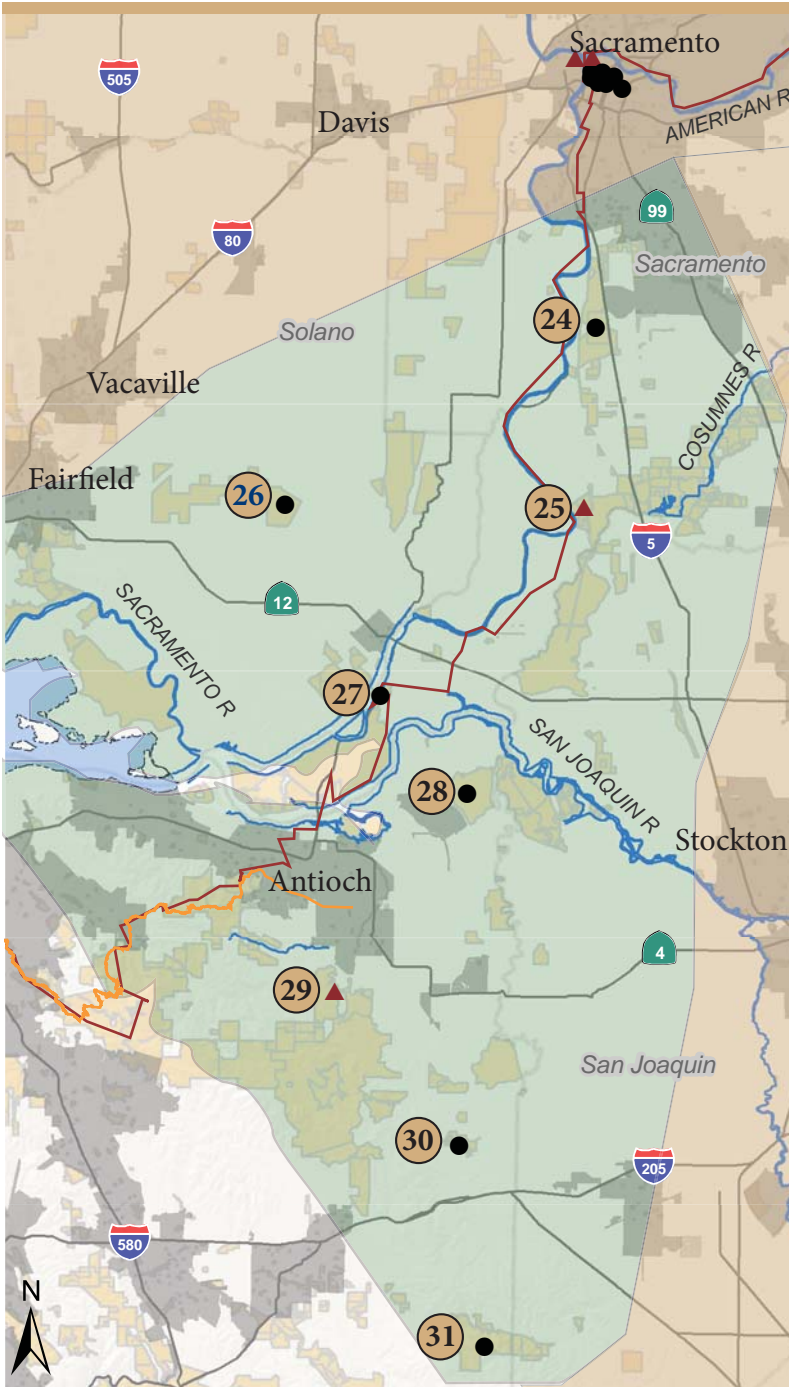 Sacramento
505
Davis
AMERICAN R
99
80
Sacramento
24
Solano
COSUMNES R
Vacaville
Fairfield
26
25
5
SACRAMENTO R
12
27
SAN JOAQUIN R
28
Stockton
Antioch
4
29
San Joaquin
30
205
580
N
31